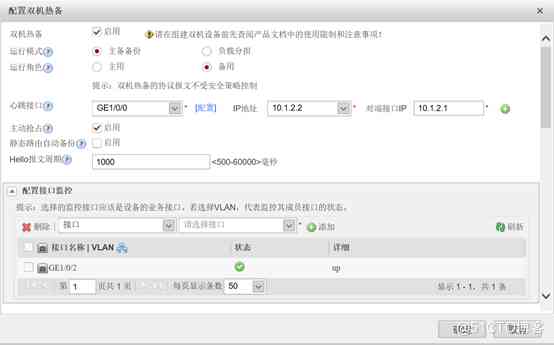 配置双机热备
双机热备 启用 请在组建双机设备前先查阅产品文档中的使用限制和注意事项!
运行模式 主备备份 负载分担
运行角色 主用 备用
提示：双机热备的协议报文不受安全策略控制
心跳接口 GE1/0/0 * [配置] IP地址 10.1.2.2 * 对端接口IP 10.1.2.1 *
主动抢占 启用
静态路由自动备份 启用
Hello报文周期 1000 <500-60000>毫秒
配置接口监控
提示：选择的监控接口应该是设备的业务接口。若选择VLAN，代表监控其成员接口的状态。
删除 接口 请选择接口 * 添加 刷新
接口名称 | VLAN 状态 详细
GE1/0/2 up
第 1 页共 1 页 每页显示条数 50 显示 1 - 1，共 1 条